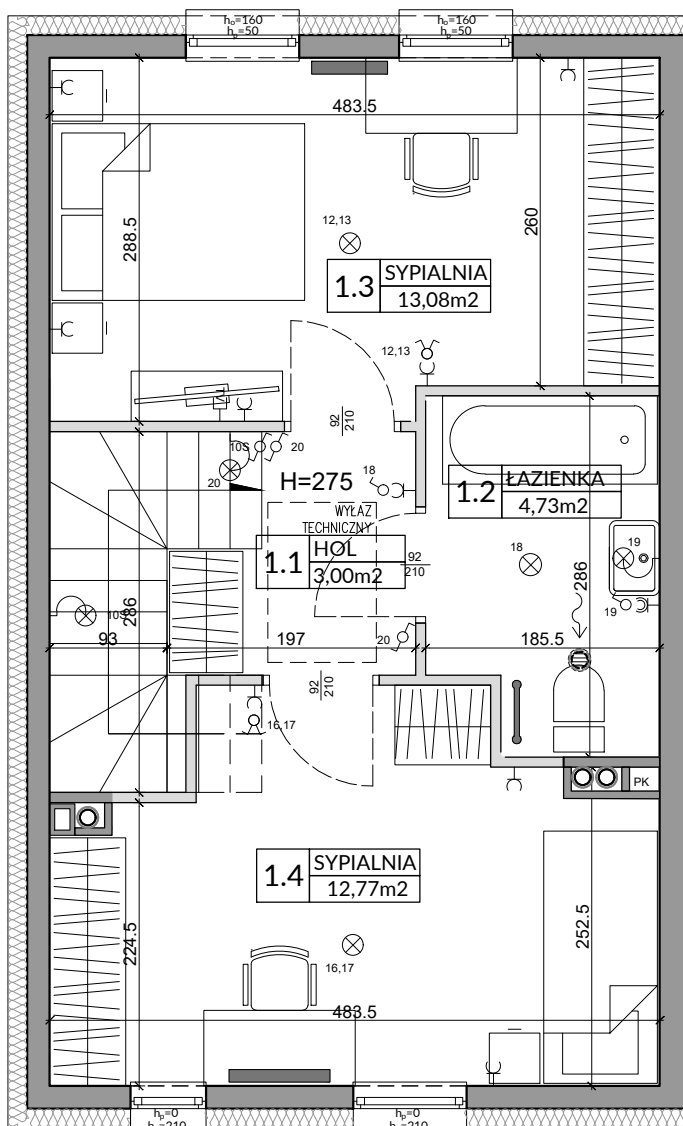 hₒ=160
hₚ=50
hₒ=160
hₚ=50
483.5
288.5
260
12,13
1.3
SYPIALNIA
13,08m2
12,13
92
210
10S
20
20
H=275
18
WYŁAZ
TECHNICZNY
1.1
HOL
3,00m2
92
210
1.2
ŁAZIENKA
4,73m2
18
19
19
286
286
10S
93
197
20
185.5
92
210
16,17
PK
1.4
SYPIALNIA
12,77m2
224.5
252.5
16,17
483.5
hₚ=0
hₒ=210
hₚ=0
hₒ=210